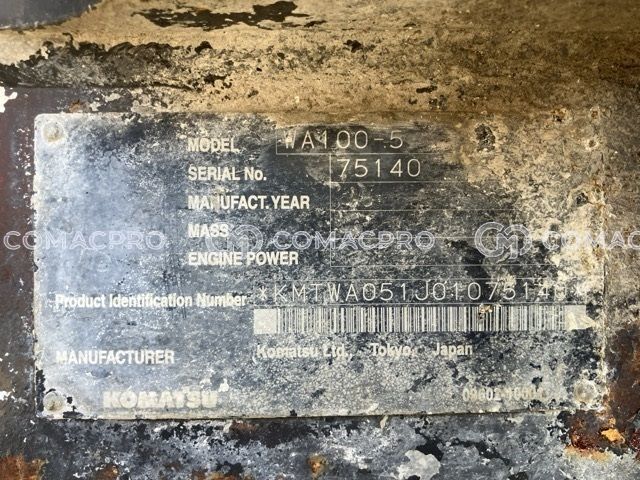 MODEL WA100-5
SERIAL No. 75140
MANUFACT. YEAR
MASS
COMACPRO COMACPRO
ENGINE POWER
Product Identification Number *KMTWA051J01075140
MANUFACTURER Komatsu Ltd., Tokyo, Japan
KOMATSU